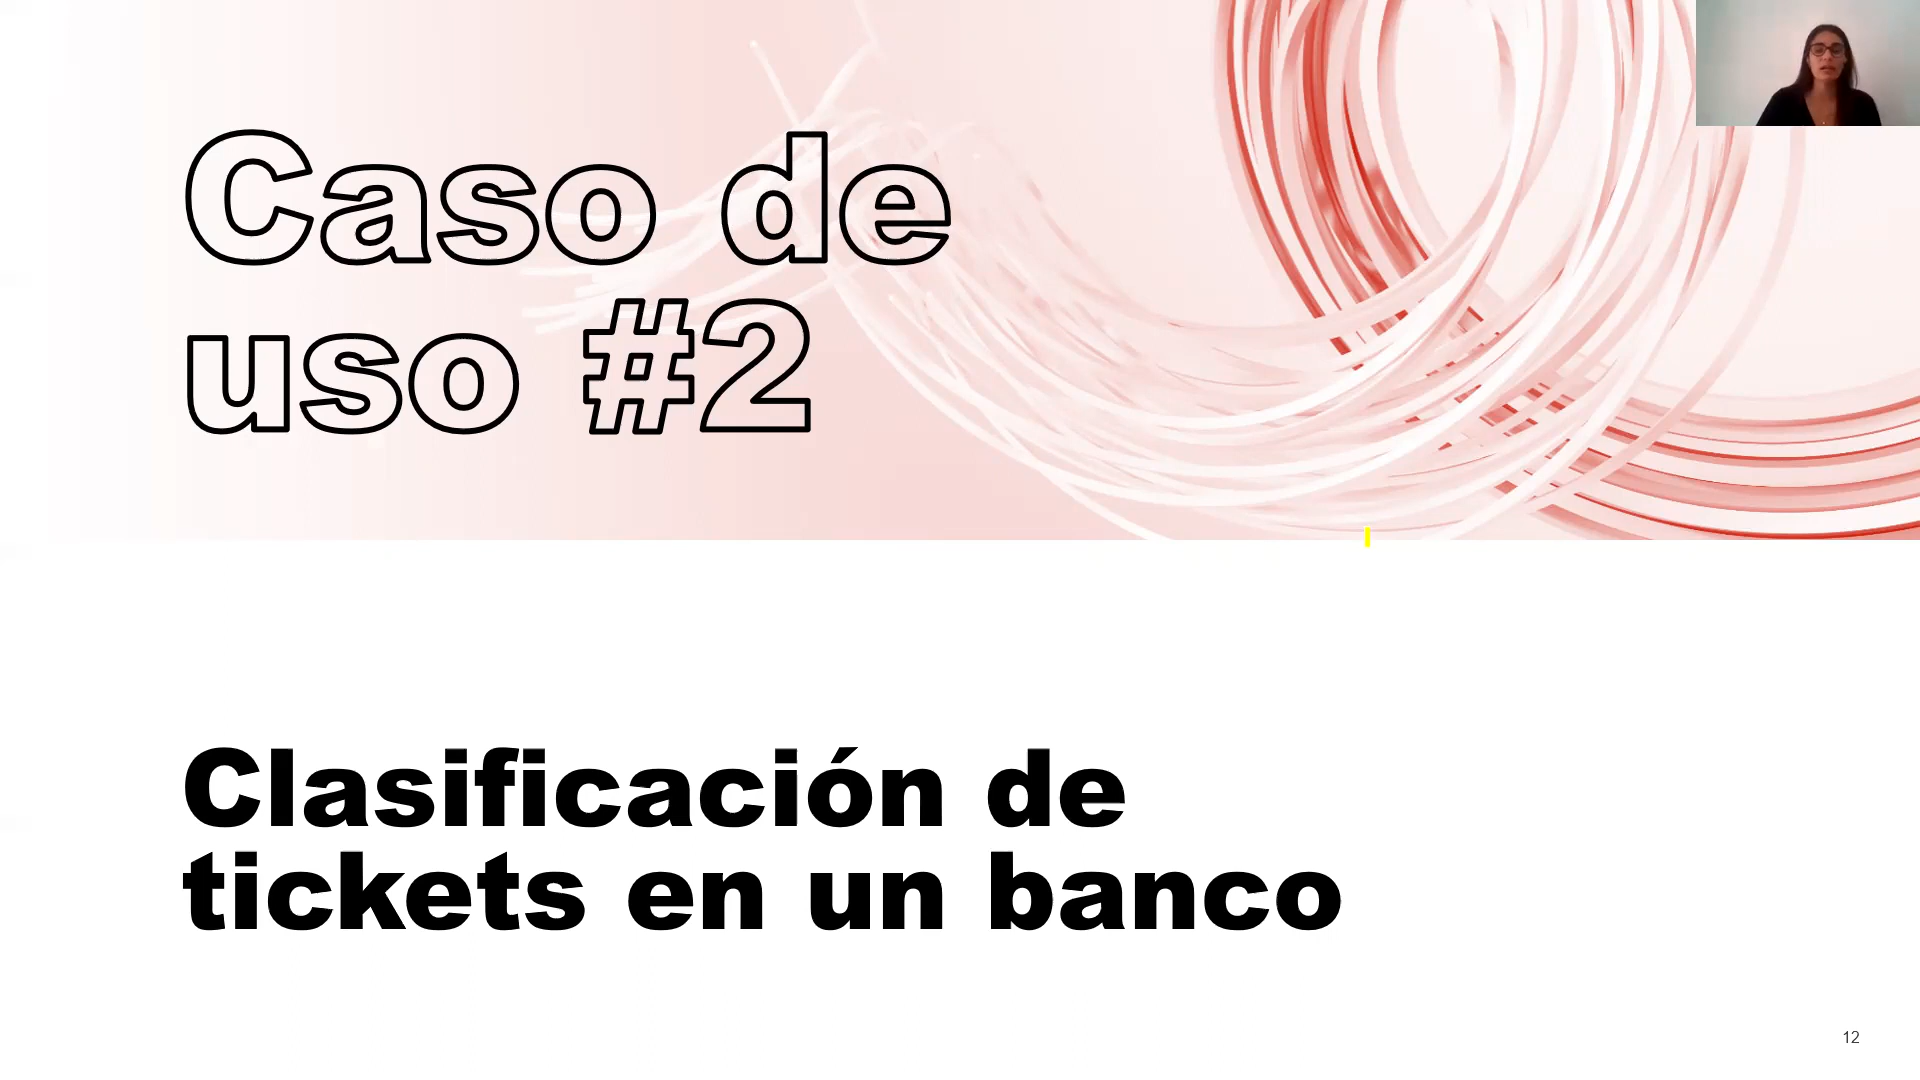 Caso de
uso #2
Clasificación de
tickets en un banco
12